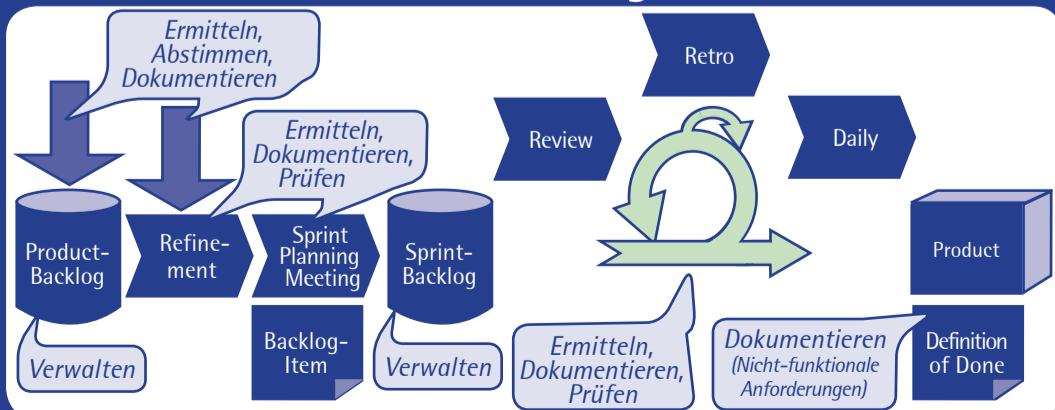 Ermitteln,
Abstimmen,
Dokumentieren
Ermitteln,
Dokumentieren,
Prüfen
Retro
Review
Daily
Product-
Backlog
Refine-
ment
Sprint
Planning
Meeting
Sprint-
Backlog
Product
Verwalten
Backlog-
Item
Verwalten
Ermitteln,
Dokumentieren,
Prüfen
Dokumentieren
(Nicht-funktionale
Anforderungen)
Definition
of Done